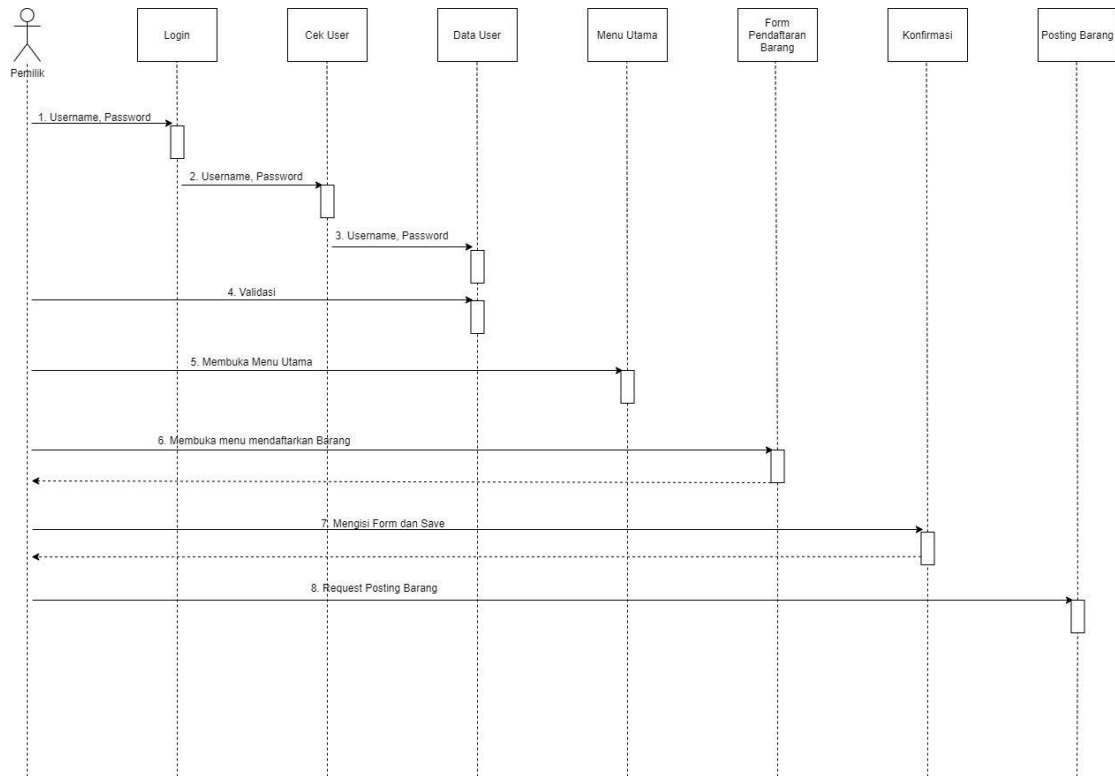 Pemilik
Login
Cek User
Data User
Menu Utama
Form
Pendaftaran
Barang
Konfirmasi
Posting Barang
1. Username, Password
2. Username, Password
3. Username, Password
4. Validasi
5. Membuka Menu Utama
6. Membuka menu mendaftarkan Barang
7. Mengisi Form dan Save
8. Request Posting Barang